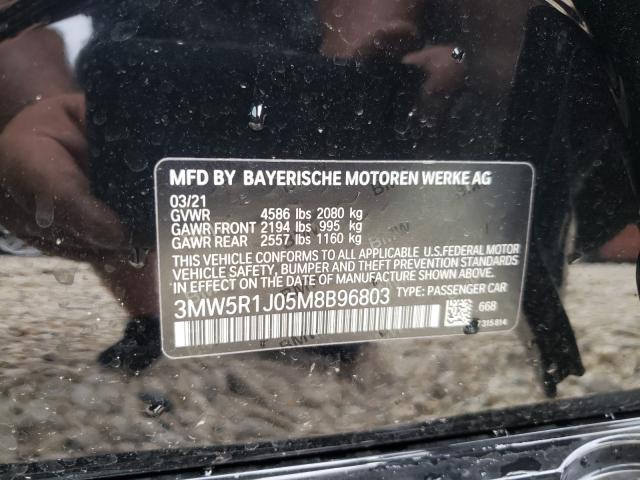 MFD BY BAYERISCHE MOTOREN WERKE AG
03/21
GVWR 4586 lbs 2080 kg
GAWR FRONT 2194 lbs 995 kg
GAWR REAR 2557 lbs 1160 kg
THIS VEHICLE CONFORMS TO ALL APPLICABLE U.S.FEDERAL MOTOR
VEHICLE SAFETY, BUMPER AND THEFT PREVENTION STANDARDS
IN EFFECT ON THE DATE OF MANUFACTURE SHOWN ABOVE.
3MW5R1J05M8B96803 TYPE: PASSENGER CAR
668
7315814